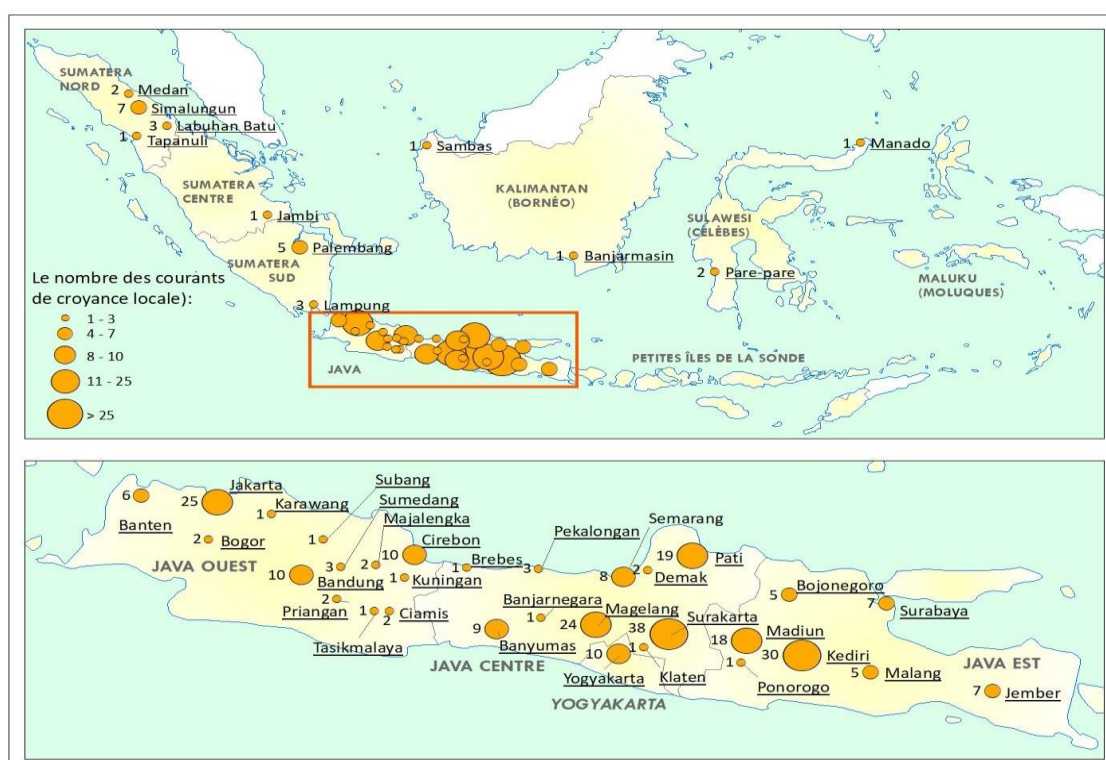 SUMATERA
NORD
2 Medan
7 Simalungun
3 Labuhan Batu
1 Tapanuli
SUMATERA
CENTRE
1 Jambi
5 Palembang
SUMATERA
SUD
3 Lampung
1 Sambas
KALIMANTAN
(BORNÉO)
1 Banjarmasin
1 Manado
SULAWESI
(CÉLÈBES)
2 Pare-pare
MALUKU
(MOLUQUES)
PETITES ÎLES DE LA SONDE
JAVA
Le nombre des courants
de croyance locale):
1 - 3
4 - 7
8 - 10
11 - 25
> 25
6
Banten
25 Jakarta
1 Karawang
2 Bogor
JAVA OUEST
1 Subang
3 Sumedang
2 Majalengka
10 Cirebon
10 Bandung
1 Kuningan
2 Priangan
1 Tasikmalaya
2 Ciamis
1 Brebes
3 Pekalongan
8 Semarang
2 Demak
19 Pati
1 Banjarnegara
24 Magelang
9 Banyumas
38 Surakarta
JAVA CENTRE
10 Yogyakarta
1 Klaten
YOGYAKARTA
5 Bojonegoro
7 Surabaya
18 Madiun
30 Kediri
1 Ponorogo
5 Malang
JAVA EST
7 Jember